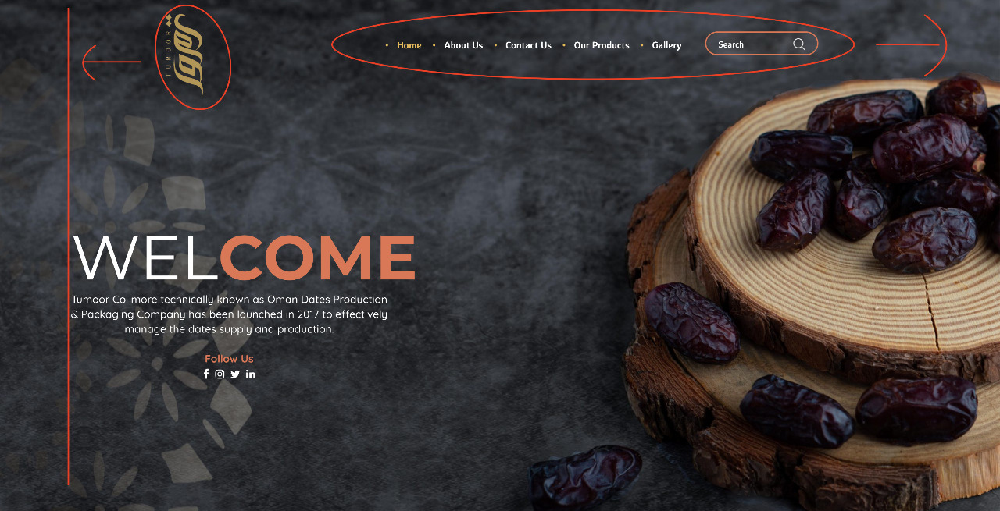 تمور
TUMOOR
Home
About Us
Contact Us
Our Products
Gallery
Search
WELCOME
Tumoor Co. more technically known as Oman Dates Production
& Packaging Company has been launched in 2017 to effectively
manage the dates supply and production.
Follow Us